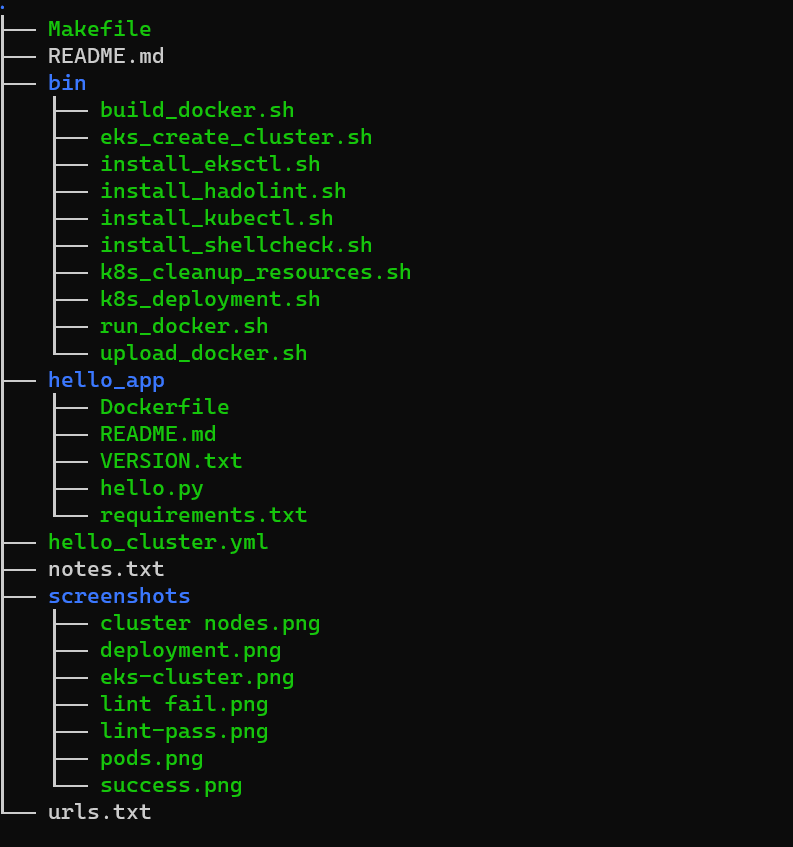 .
├── Makefile
├── README.md
├── bin
│   ├── build_docker.sh
│   ├── eks_create_cluster.sh
│   ├── install_eksctl.sh
│   ├── install_hadolint.sh
│   ├── install_kubectl.sh
│   ├── install_shellcheck.sh
│   ├── k8s_cleanup_resources.sh
│   ├── k8s_deployment.sh
│   ├── run_docker.sh
│   └── upload_docker.sh
├── hello_app
│   ├── Dockerfile
│   ├── README.md
│   ├── VERSION.txt
│   ├── hello.py
│   └── requirements.txt
├── hello_cluster.yml
├── notes.txt
├── screenshots
│   ├── cluster nodes.png
│   ├── deployment.png
│   ├── eks-cluster.png
│   ├── lint fail.png
│   ├── lint-pass.png
│   ├── pods.png
│   └── success.png
└── urls.txt